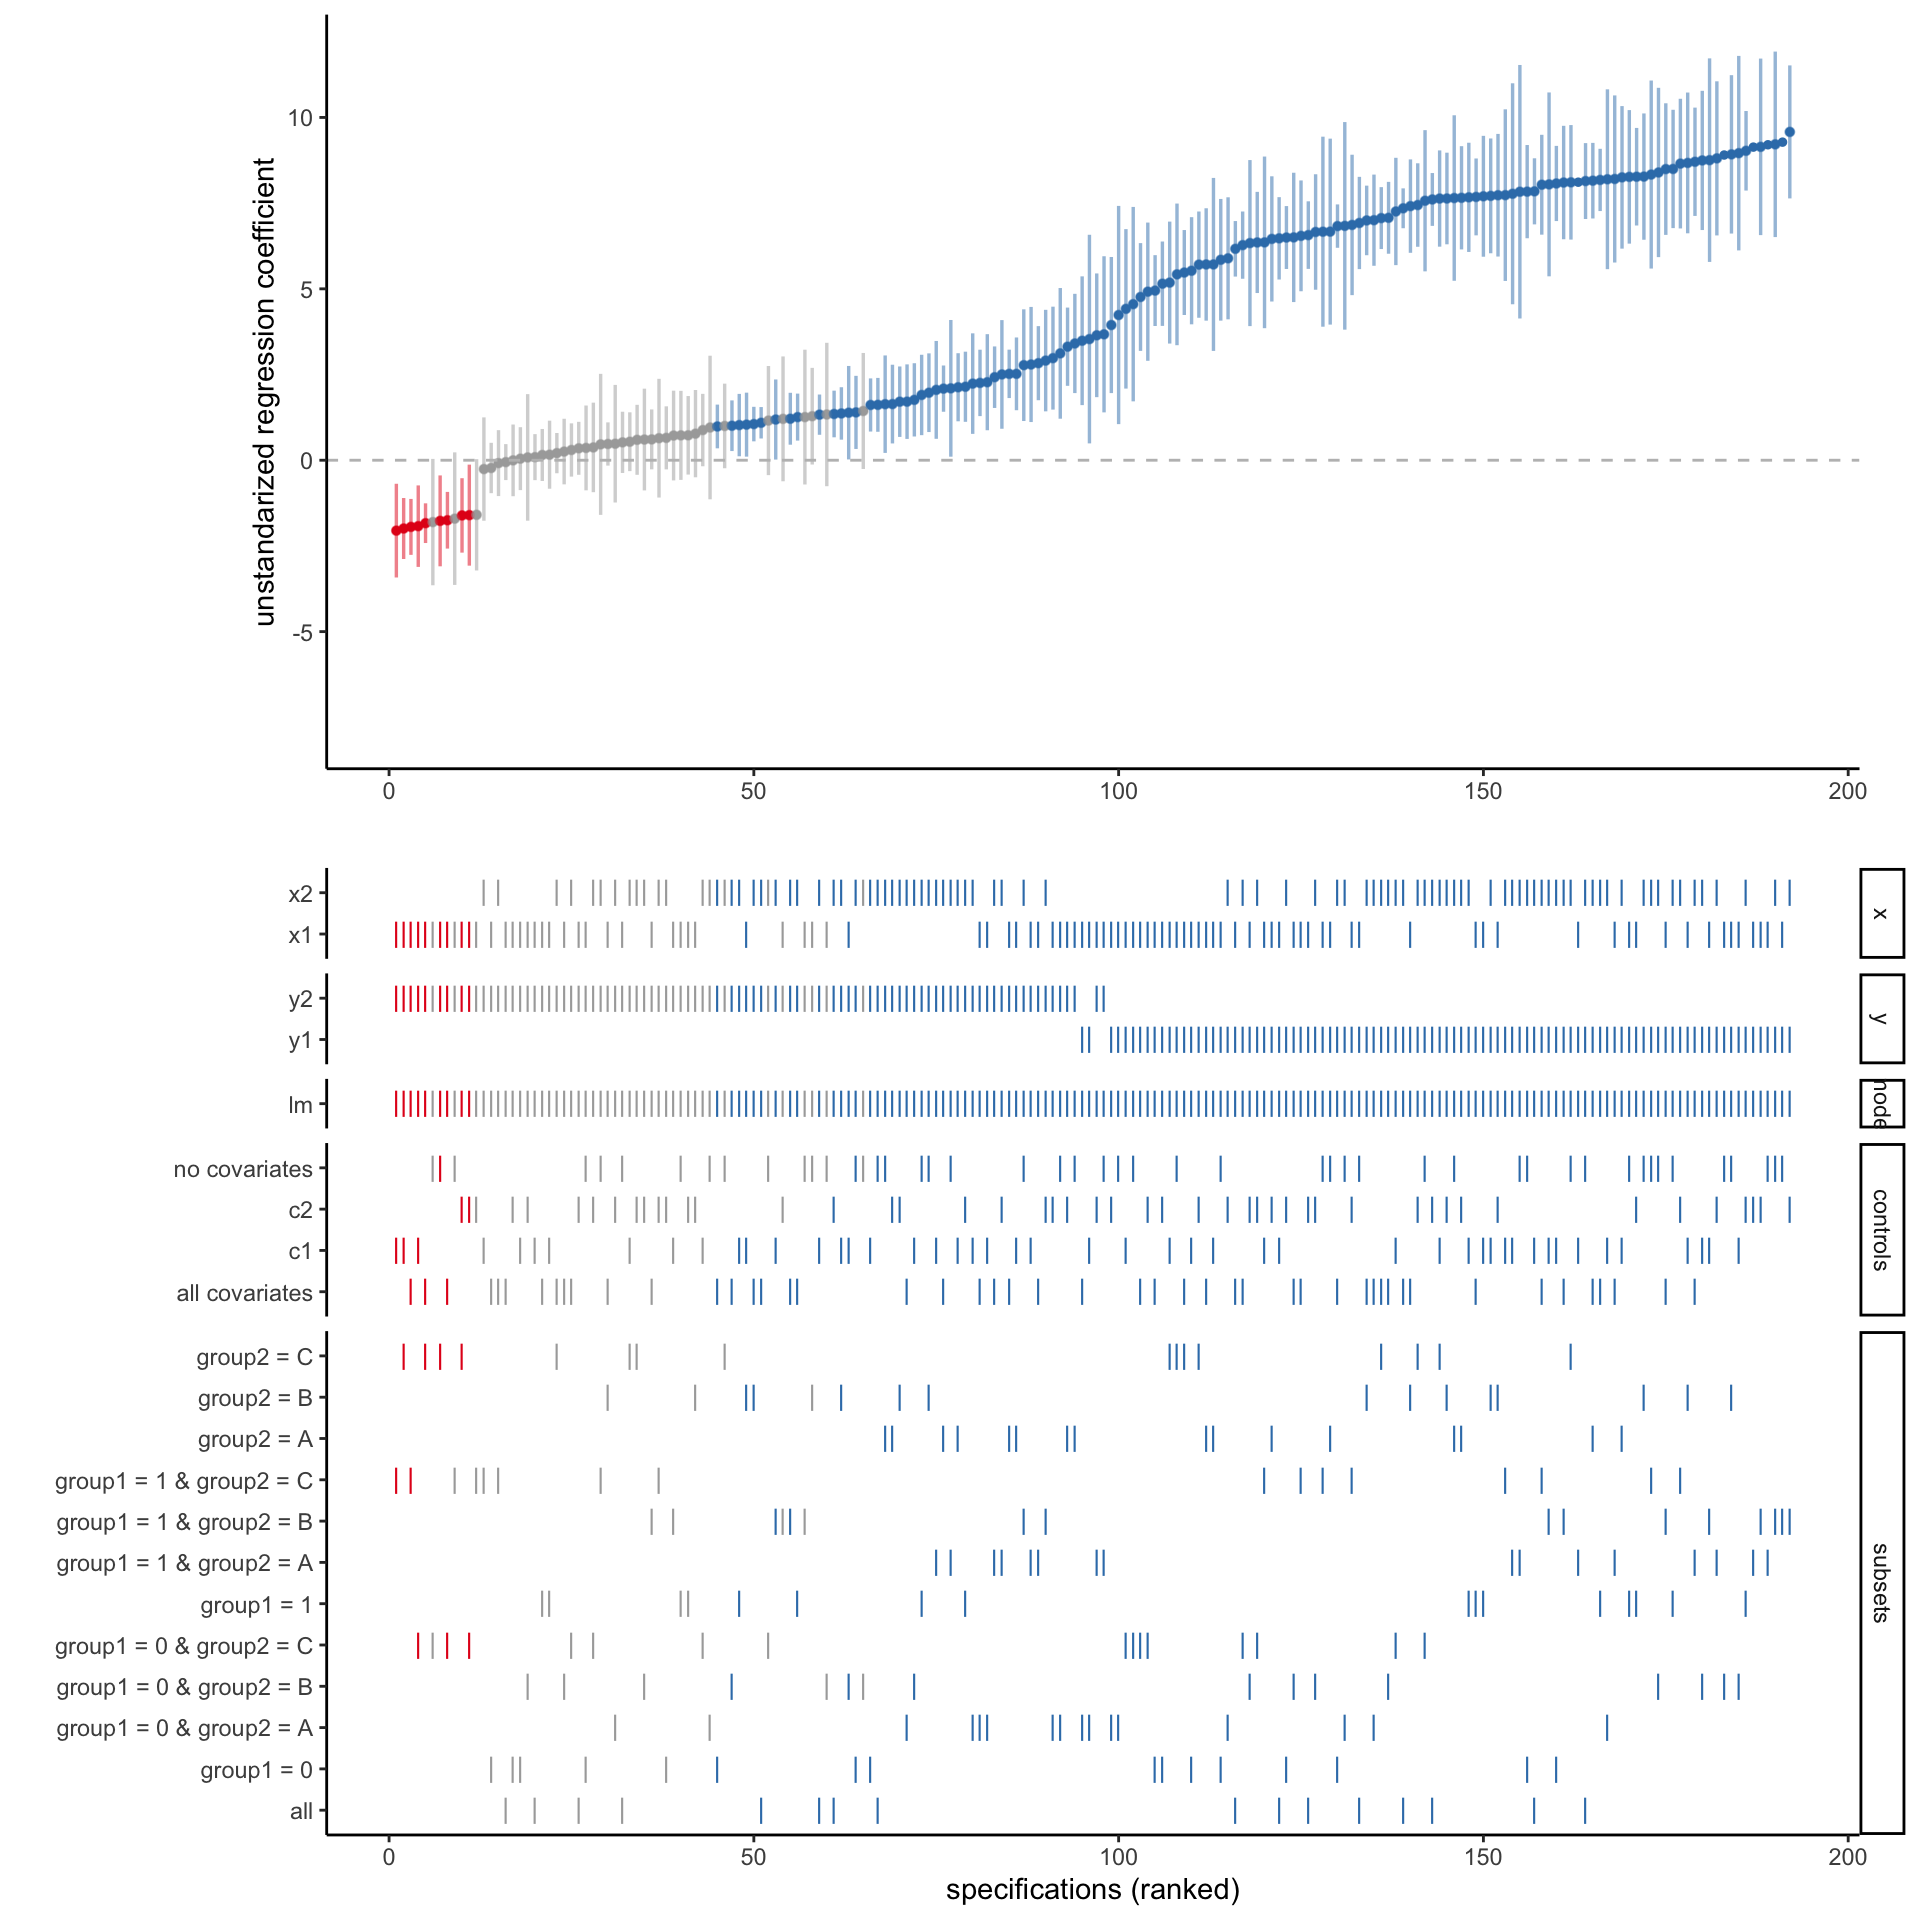 10
5
0
-5
unstandarized regression coefficient
0 50 100 150 200
x2
x1
x
y2
y1
y
lm
no covariates
c2
c1
all covariates
controls
group2 = C
group2 = B
group2 = A
group1 = 1 & group2 = C
group1 = 1 & group2 = B
group1 = 1 & group2 = A
group1 = 1
group1 = 0 & group2 = C
group1 = 0 & group2 = B
group1 = 0 & group2 = A
group1 = 0
all
subsets
0 50 100 150 200
specifications (ranked)